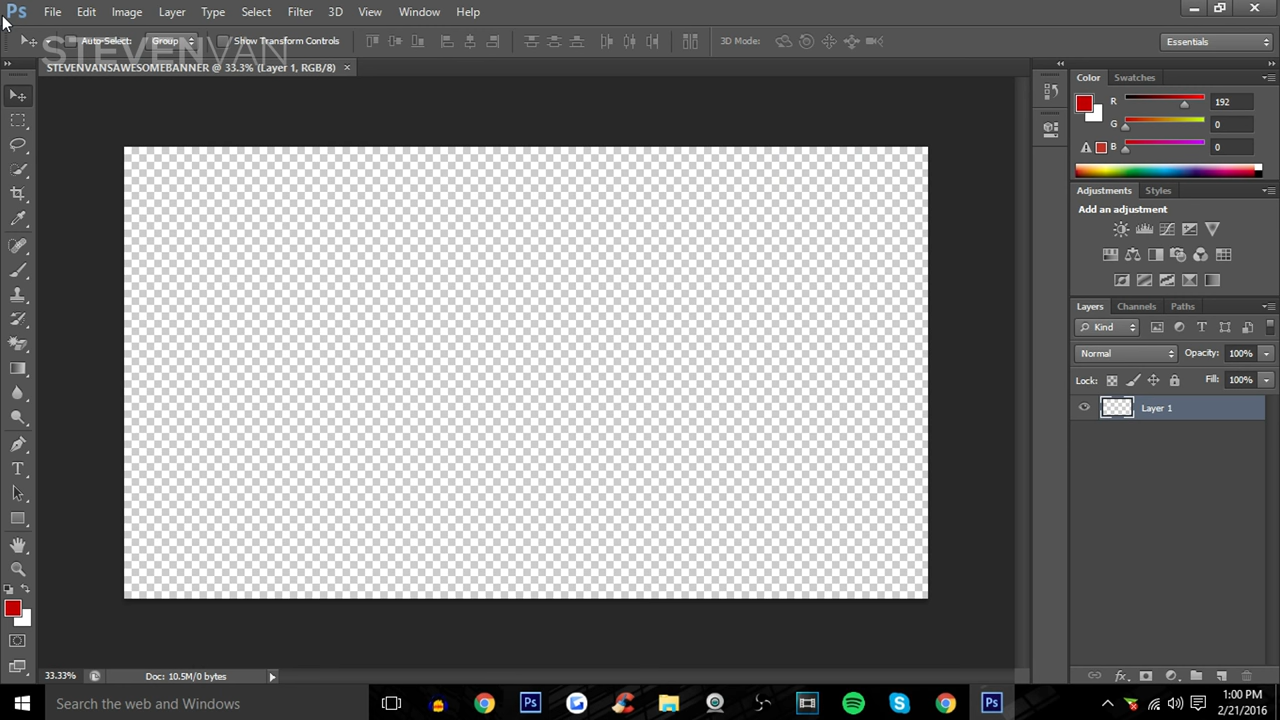 Ps File Edit Image Layer Type Select Filter 3D View Window Help
Auto-Select: Group Show Transform Controls 3D Mode: Essentials
STEVENVAN
STEVENVANSAWESOMEBANNER @ 33.3% (Layer 1, RGB/8) ×
Color Swatches
R 192
G 0
B 0
Adjustments Styles
Add an adjustment
Layers Channels Paths
Kind
Normal Opacity: 100%
Lock: Fill: 100%
Layer 1
33.33% Doc: 10.5M/0 bytes
Search the web and Windows
1:00 PM
2/21/2016